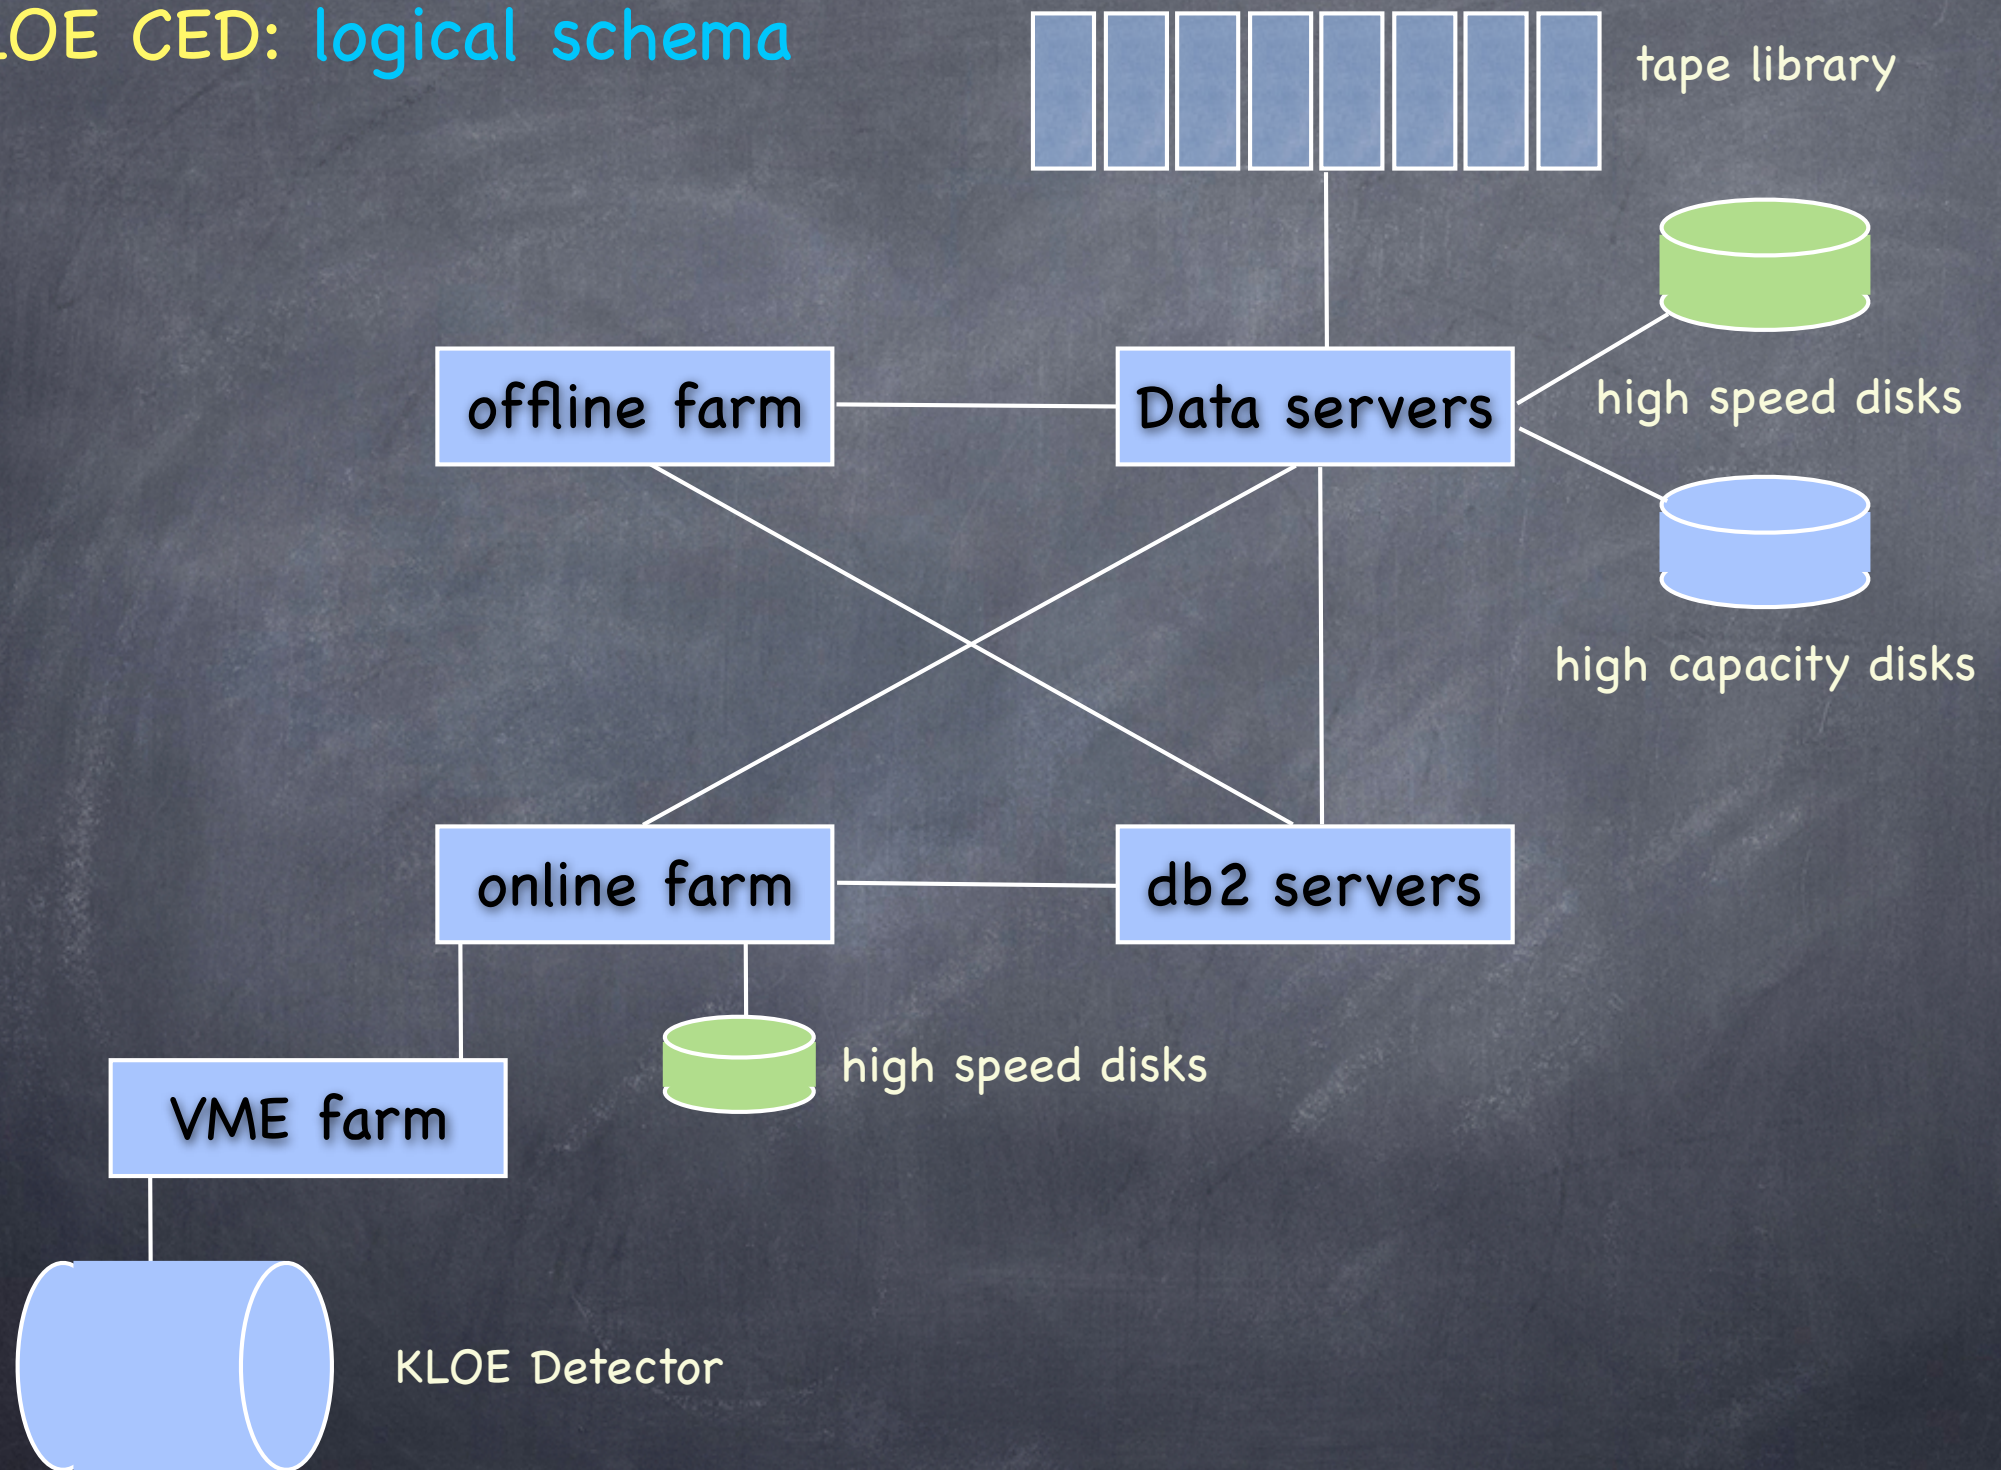 LOE CED: logical schema
tape library
high speed disks
offline farm
Data servers
high capacity disks
online farm
db2 servers
high speed disks
VME farm
KLOE Detector